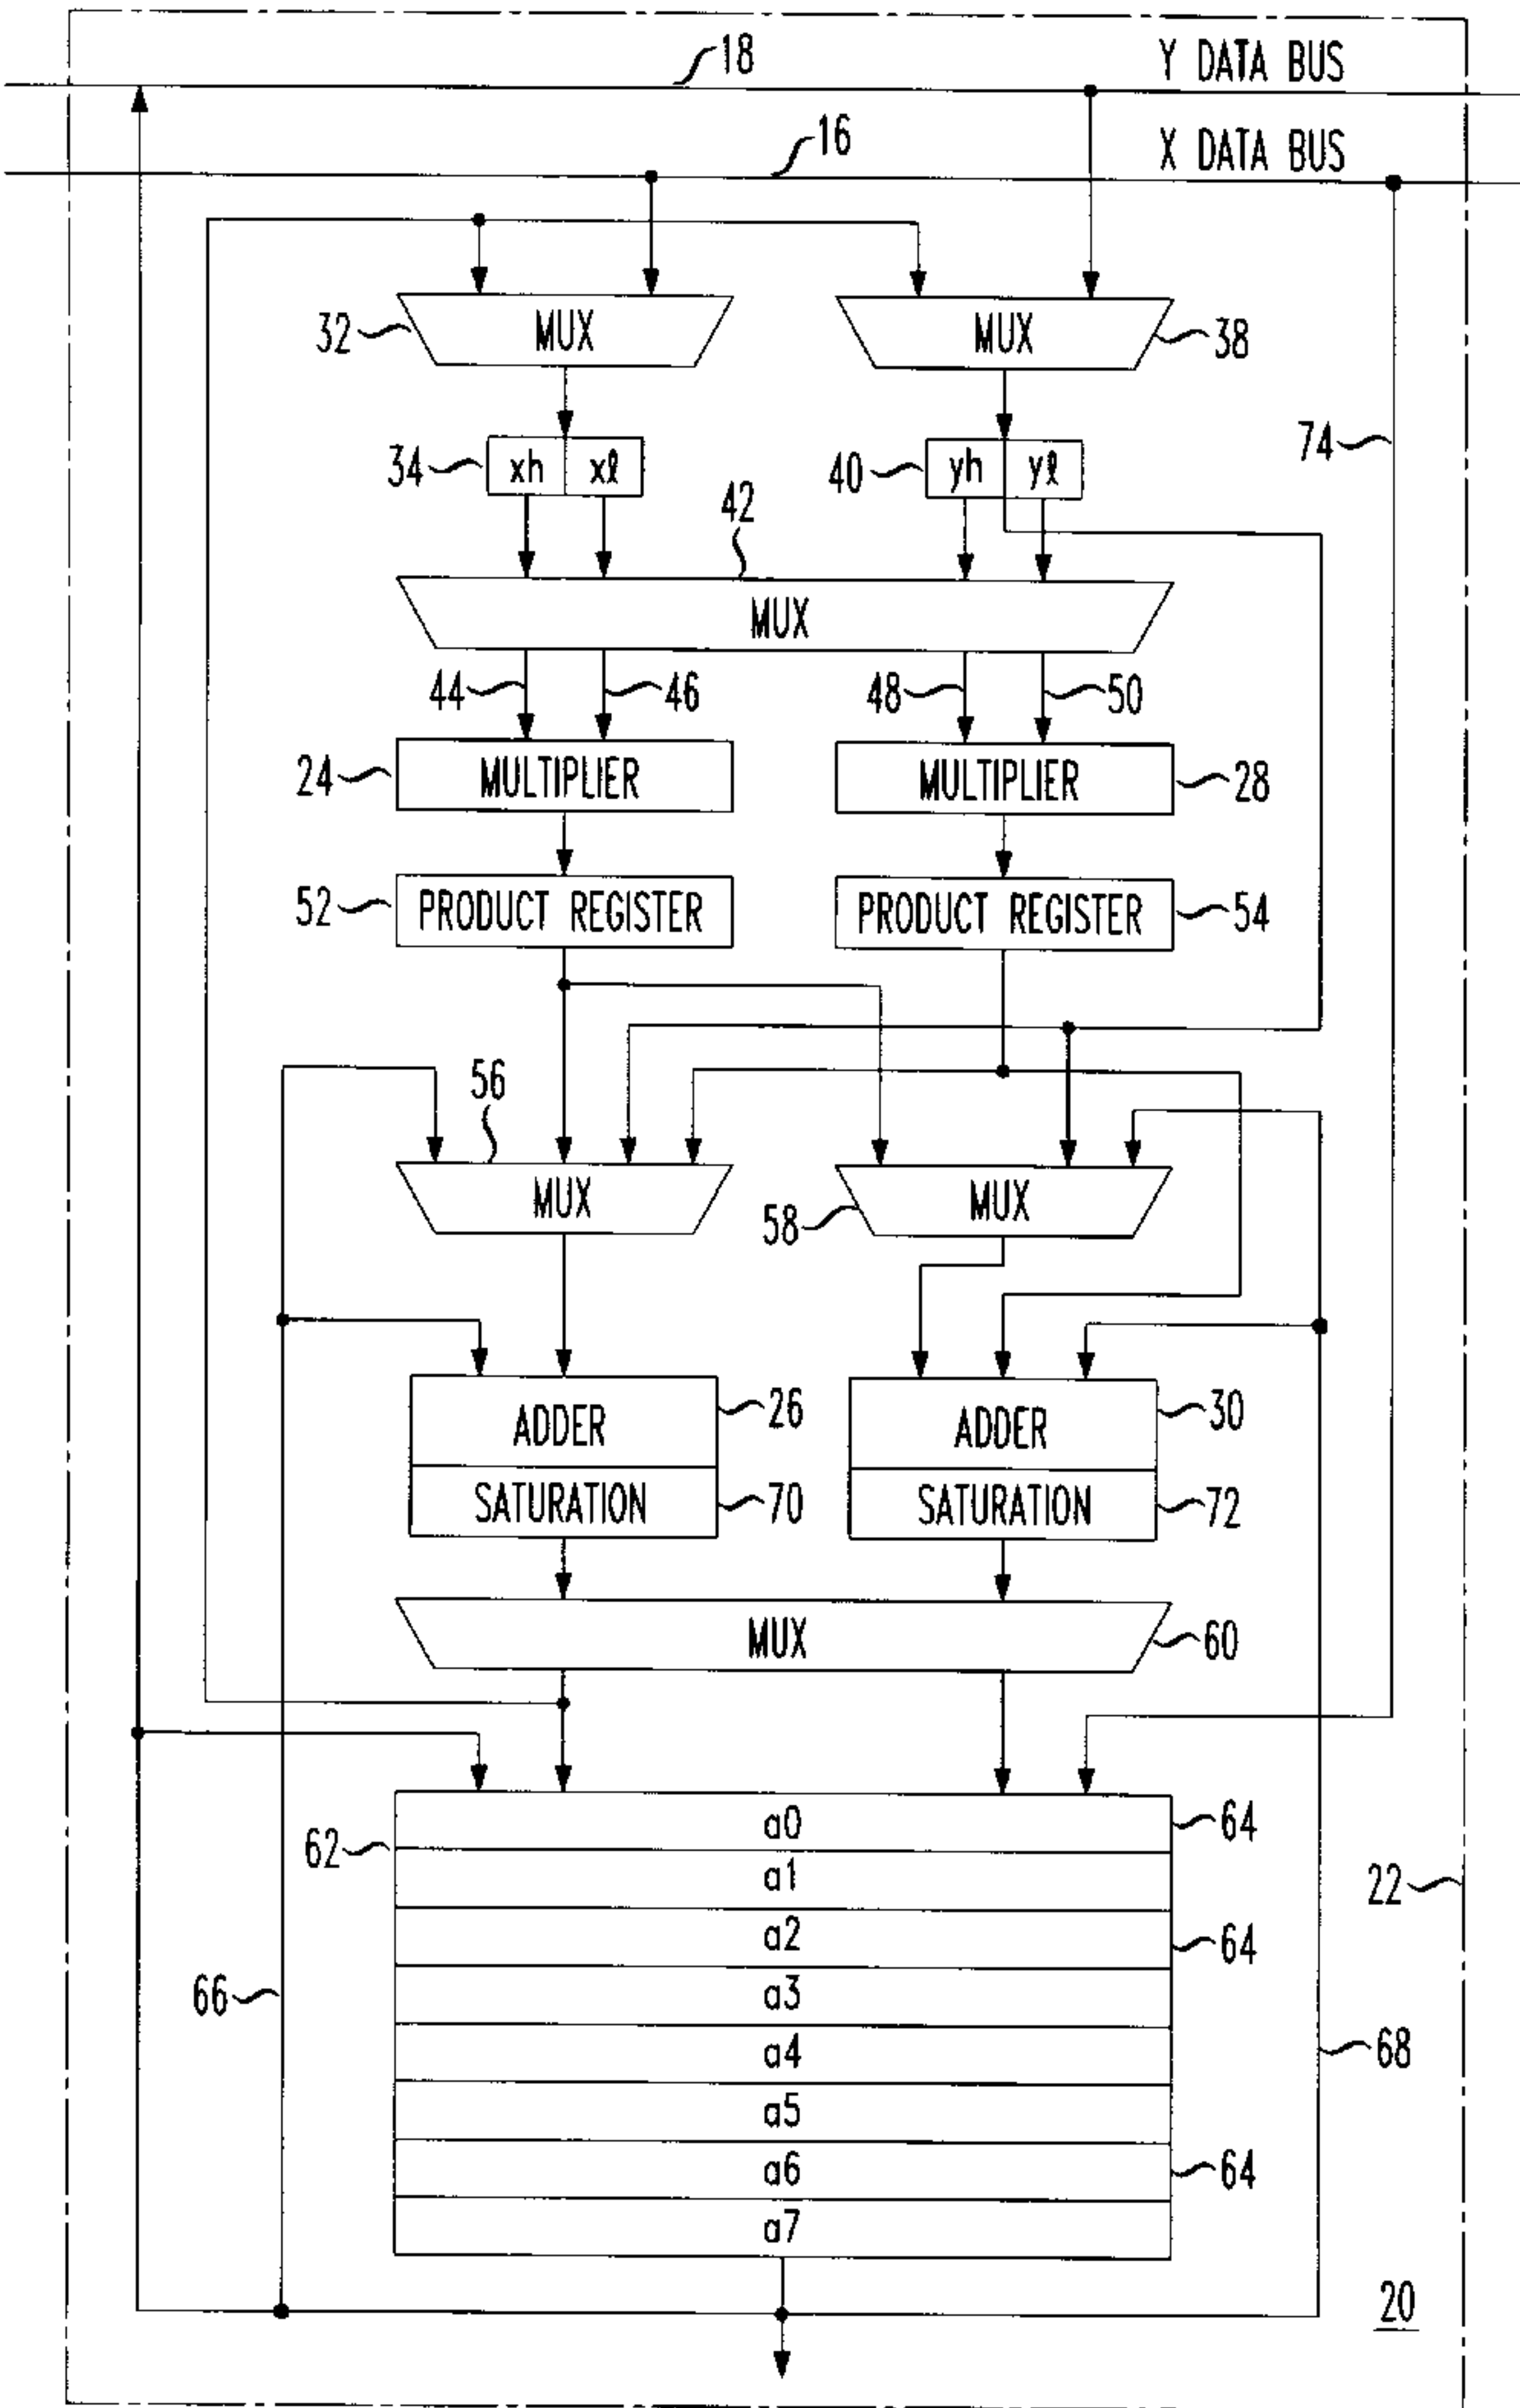 18
Y DATA BUS
16
X DATA BUS
32
MUX
MUX
38
34
xh
xℓ
40
yh
yℓ
74
42
MUX
44
46
48
50
24
MULTIPLIER
MULTIPLIER
28
52
PRODUCT REGISTER
PRODUCT REGISTER
54
56
MUX
58
MUX
ADDER
26
ADDER
30
SATURATION
70
SATURATION
72
MUX
60
62
a0
64
a1
22
a2
64
66
a3
a4
68
a5
a6
64
a7
20